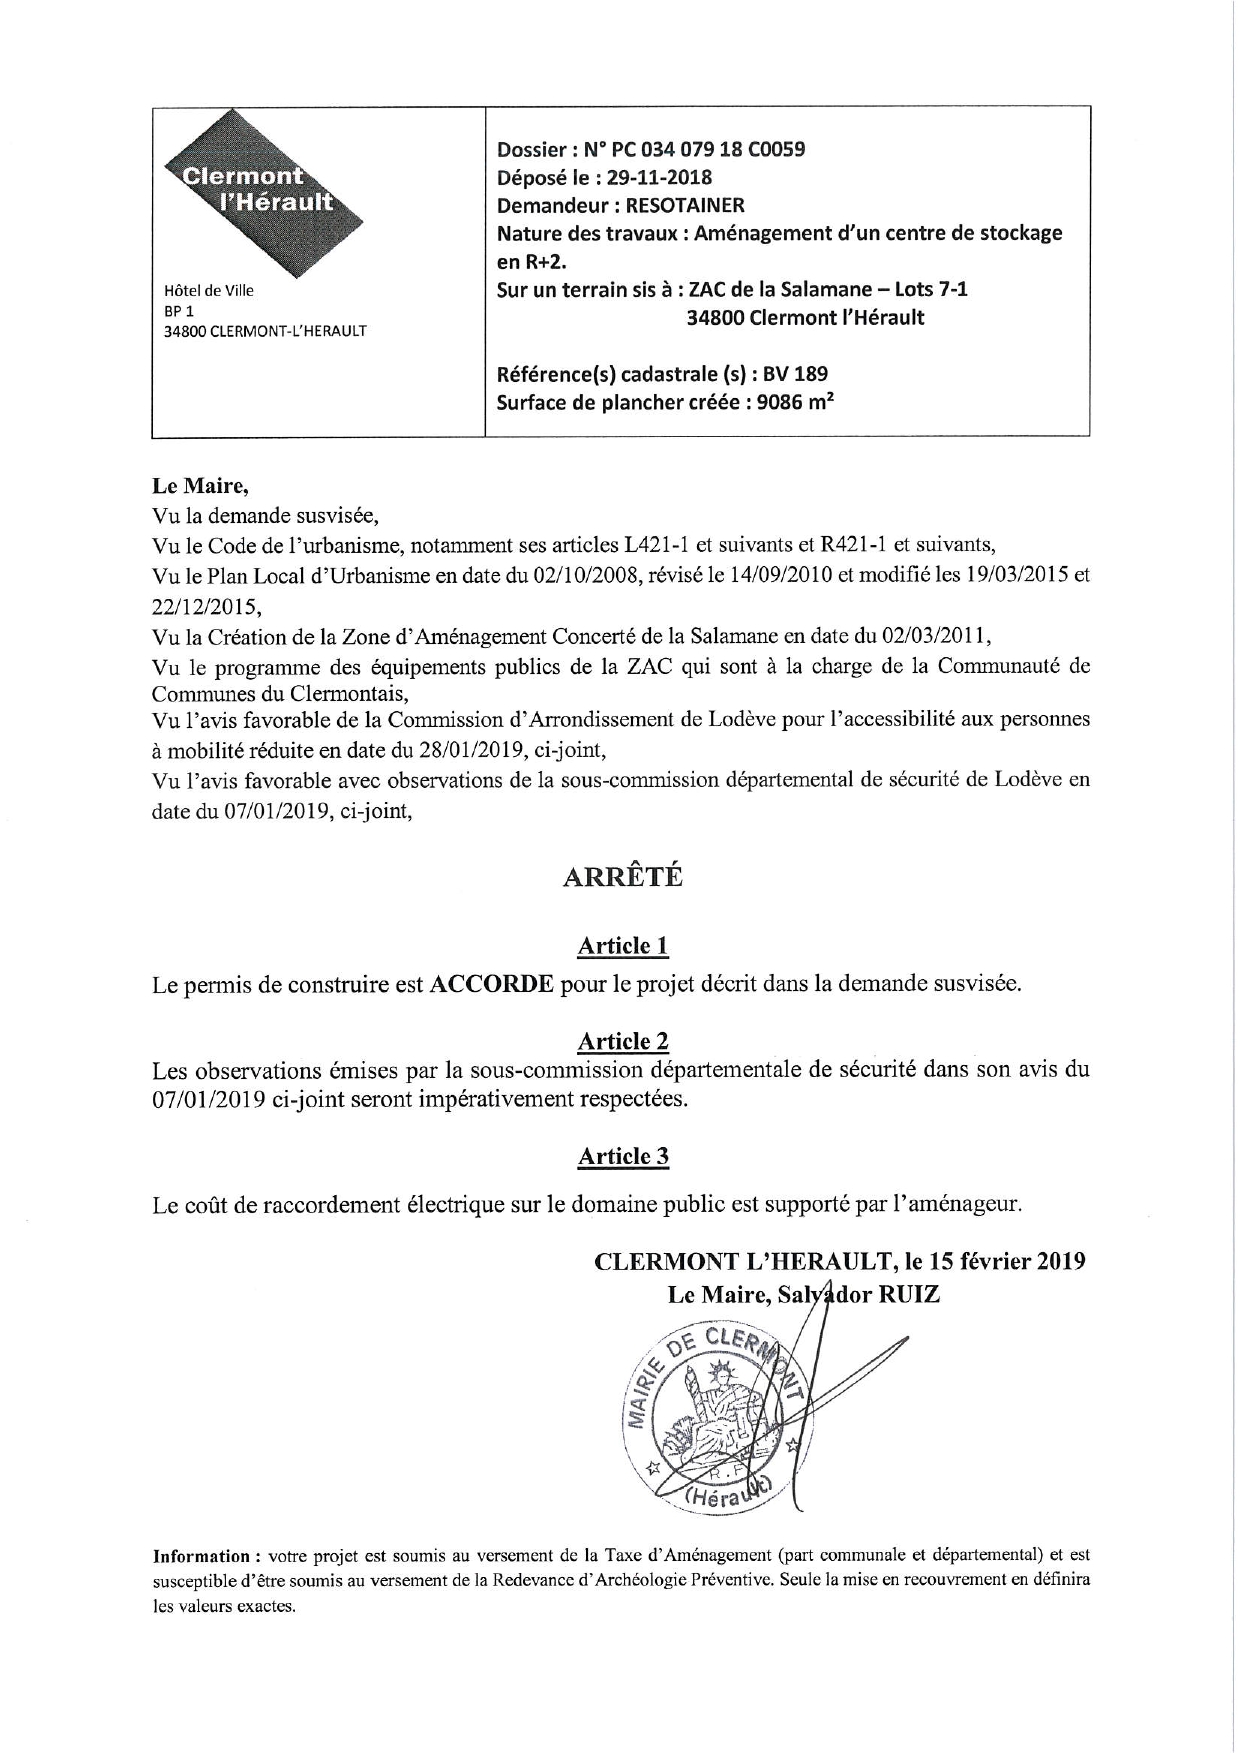 Clermont
l'Hérault
Hôtel de Ville
BP 1
34800 CLERMONT-L'HERAULT
Dossier : N° PC 034 079 18 C0059
Déposé le : 29-11-2018
Demandeur : RESOTAINER
Nature des travaux : Aménagement d'un centre de stockage
en R+2.
Sur un terrain sis à : ZAC de la Salamane – Lots 7-1
34800 Clermont l'Hérault
Référence(s) cadastrale (s) : BV 189
Surface de plancher créée : 9086 m²
Le Maire,
Vu la demande susvisée,
Vu le Code de l'urbanisme, notamment ses articles L421-1 et suivants et R421-1 et suivants,
Vu le Plan Local d'Urbanisme en date du 02/10/2008, révisé le 14/09/2010 et modifié les 19/03/2015 et
22/12/2015,
Vu la Création de la Zone d'Aménagement Concerté de la Salamane en date du 02/03/2011,
Vu le programme des équipements publics de la ZAC qui sont à la charge de la Communauté de
Communes du Clermontais,
Vu l'avis favorable de la Commission d'Arrondissement de Lodève pour l'accessibilité aux personnes
à mobilité réduite en date du 28/01/2019, ci-joint,
Vu l'avis favorable avec observations de la sous-commission départemental de sécurité de Lodève en
date du 07/01/2019, ci-joint,
ARRÊTÉ
Article 1
Le permis de construire est ACCORDE pour le projet décrit dans la demande susvisée.
Article 2
Les observations émises par la sous-commission départementale de sécurité dans son avis du
07/01/2019 ci-joint seront impérativement respectées.
Article 3
Le coût de raccordement électrique sur le domaine public est supporté par l'aménageur.
CLERMONT L'HERAULT, le 15 février 2019
Le Maire, Salvador RUIZ
MAIRIE DE CLERMONT
R.F
(Hérault)
Information : votre projet est soumis au versement de la Taxe d'Aménagement (part communale et départemental) et est
susceptible d'être soumis au versement de la Redevance d'Archéologie Préventive. Seule la mise en recouvrement en définira
les valeurs exactes.